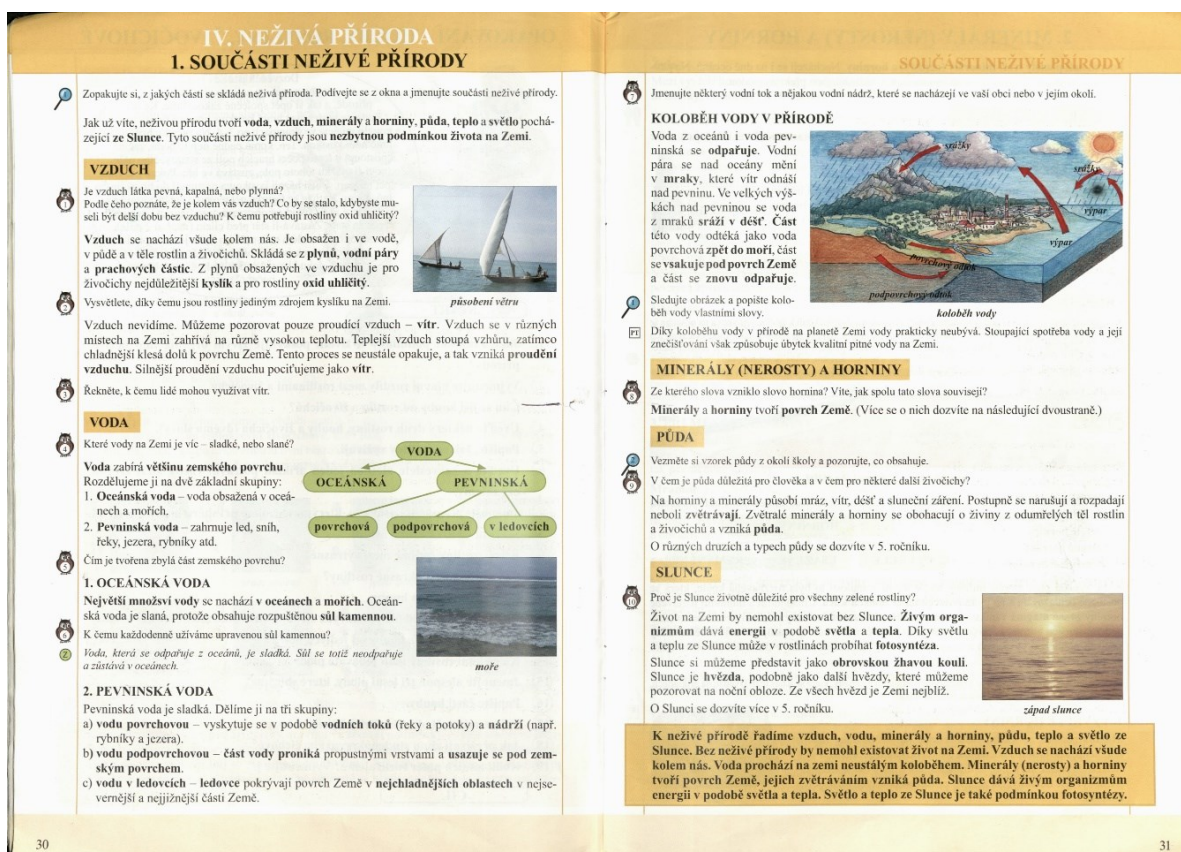 IV. NEŽIVÁ PŘÍRODA
1. SOUČÁSTI NEŽIVÉ PŘÍRODY
Zopakujte si, z jakých částí se skládá neživá příroda. Podívejte se z okna a jmenujte součásti neživé přírody.
Jak už víte, neživou přírodu tvoří voda, vzduch, minerály a horniny, půda, teplo a světlo pochá-
zející ze Slunce. Tyto součásti neživé přírody jsou nezbytnou podmínkou života na Zemi.
VZDUCH
1
Je vzduch látka pevná, kapalná, nebo plynná?
Podle čeho poznáte, že je kolem vás vzduch? Co by se stalo, kdybyste mu-
seli být delší dobu bez vzduchu? K čemu potřebují rostliny oxid uhličitý?
Vzduch se nachází všude kolem nás. Je obsažen i ve vodě,
v půdě a v těle rostlin a živočichů. Skládá se z plynů, vodní páry
a prachových částic. Z plynů obsažených ve vzduchu je pro
živočichy nejdůležitější kyslík a pro rostliny oxid uhličitý.
2
Vysvětlete, díky čemu jsou rostliny jediným zdrojem kyslíku na Zemi.
působení větru
Vzduch nevidíme. Můžeme pozorovat pouze proudící vzduch – vítr. Vzduch se v různých
místech na Zemi zahřívá na různě vysokou teplotu. Teplejší vzduch stoupá vzhůru, zatímco
chladnější klesá dolů k povrchu Země. Tento proces se neustále opakuje, a tak vzniká proudění
vzduchu. Silnější proudění vzduchu pociťujeme jako vítr.
3
Řekněte, k čemu lidé mohou využívat vítr.
VODA
4
Které vody na Zemi je víc – sladké, nebo slané?
Voda zabírá většinu zemského povrchu.
Rozdělujeme ji na dvě základní skupiny:
1. Oceánská voda – voda obsažená v oceá-
nech a mořích.
2. Pevninská voda – zahrnuje led, sníh,
řeky, jezera, rybníky atd.
VODA
OCEÁNSKÁ
PEVNINSKÁ
povrchová
podpovrchová
v ledovcích
5
Čím je tvořena zbylá část zemského povrchu?
1. OCEÁNSKÁ VODA
Největší množsví vody se nachází v oceánech a mořích. Oceán-
ská voda je slaná, protože obsahuje rozpuštěnou sůl kamennou.
6
K čemu každodenně užíváme upravenou sůl kamennou?
Z
Voda, která se odpařuje z oceánů, je sladká. Sůl se totiž neodpařuje
a zůstává v oceánech.
moře
2. PEVNINSKÁ VODA
Pevninská voda je sladká. Dělíme ji na tři skupiny:
a) vodu povrchovou – vyskytuje se v podobě vodních toků (řeky a potoky) a nádrží (např.
rybníky a jezera).
b) vodu podpovrchovou – část vody proniká propustnými vrstvami a usazuje se pod zem-
ským povrchem.
c) vodu v ledovcích – ledovce pokrývají povrch Země v nejchladnějších oblastech v nejse-
vernější a nejjižnější části Země.
30
SOUČÁSTI NEŽIVÉ PŘÍRODY
7
Jmenujte některý vodní tok a nějakou vodní nádrž, které se nacházejí ve vaší obci nebo v jejím okolí.
KOLOBĚH VODY V PŘÍRODĚ
Voda z oceánů i voda pev-
ninská se odpařuje. Vodní
pára se nad oceány mění
v mraky, které vítr odnáší
nad pevninu. Ve velkých výš-
kách nad pevninou se voda
z mraků sráží v déšť. Část
této vody odtéká jako voda
povrchová zpět do moří, část
se vsakuje pod povrch Země
a část se znovu odpařuje.
srážky
srážky
výpar
výpar
povrchový odtok
podpovrchový odtok
koloběh vody
1
Sledujte obrázek a popište kolo-
běh vody vlastními slovy.
PT
Díky koloběhu vody v přírodě na planetě Zemi vody prakticky neubývá. Stoupající spotřeba vody a její
znečišťování však způsobuje úbytek kvalitní pitné vody na Zemi.
MINERÁLY (NEROSTY) A HORNINY
8
Ze kterého slova vzniklo slovo hornina? Víte, jak spolu tato slova souvisejí?
Minerály a horniny tvoří povrch Země. (Více se o nich dozvíte na následující dvoustraně.)
PŮDA
2
Vezměte si vzorek půdy z okolí školy a pozorujte, co obsahuje.
9
V čem je půda důležitá pro člověka a v čem pro některé další živočichy?
Na horniny a minerály působí mráz, vítr, déšť a sluneční záření. Postupně se narušují a rozpadají
neboli zvětrávají. Zvětralé minerály a horniny se obohacují o živiny z odumřelých těl rostlin
a živočichů a vzniká půda.
O různých druzích a typech půdy se dozvíte v 5. ročníku.
SLUNCE
10
Proč je Slunce životně důležité pro všechny zelené rostliny?
Život na Zemi by nemohl existovat bez Slunce. Živým orga-
nizmům dává energii v podobě světla a tepla. Díky světlu
a teplu ze Slunce může v rostlinách probíhat fotosyntéza.
Slunce si můžeme představit jako obrovskou žhavou kouli.
Slunce je hvězda, podobně jako další hvězdy, které můžeme
pozorovat na noční obloze. Ze všech hvězd je Zemi nejblíž.
O Slunci se dozvíte více v 5. ročníku.
západ slunce
K neživé přírodě řadíme vzduch, vodu, minerály a horniny, půdu, teplo a světlo ze
Slunce. Bez neživé přírody by nemohl existovat život na Zemi. Vzduch se nachází všude
kolem nás. Voda prochází na zemi neustálým koloběhem. Minerály (nerosty) a horniny
tvoří povrch Země, jejich zvětráváním vzniká půda. Slunce dává živým organizmům
energii v podobě světla a tepla. Světlo a teplo ze Slunce je také podmínkou fotosyntézy.
31